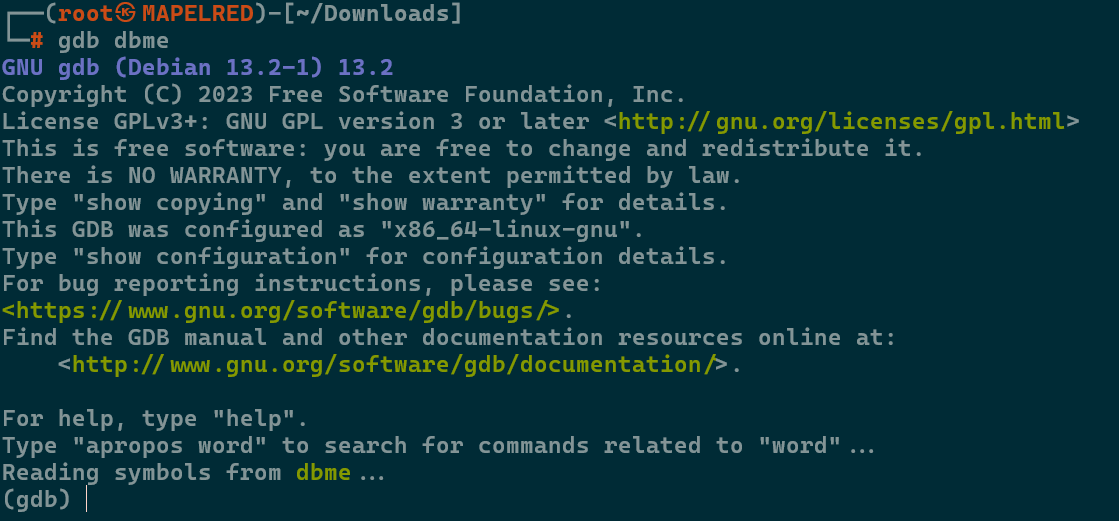 ┌──(root㉿MAPELRED)-[~/Downloads]
└─# gdb dbme
GNU gdb (Debian 13.2-1) 13.2
Copyright (C) 2023 Free Software Foundation, Inc.
License GPLv3+: GNU GPL version 3 or later <http://gnu.org/licenses/gpl.html>
This is free software: you are free to change and redistribute it.
There is NO WARRANTY, to the extent permitted by law.
Type "show copying" and "show warranty" for details.
This GDB was configured as "x86_64-linux-gnu".
Type "show configuration" for configuration details.
For bug reporting instructions, please see:
<https://www.gnu.org/software/gdb/bugs/>.
Find the GDB manual and other documentation resources online at:
    <http://www.gnu.org/software/gdb/documentation/>.

For help, type "help".
Type "apropos word" to search for commands related to "word"...
Reading symbols from dbme...
(gdb)